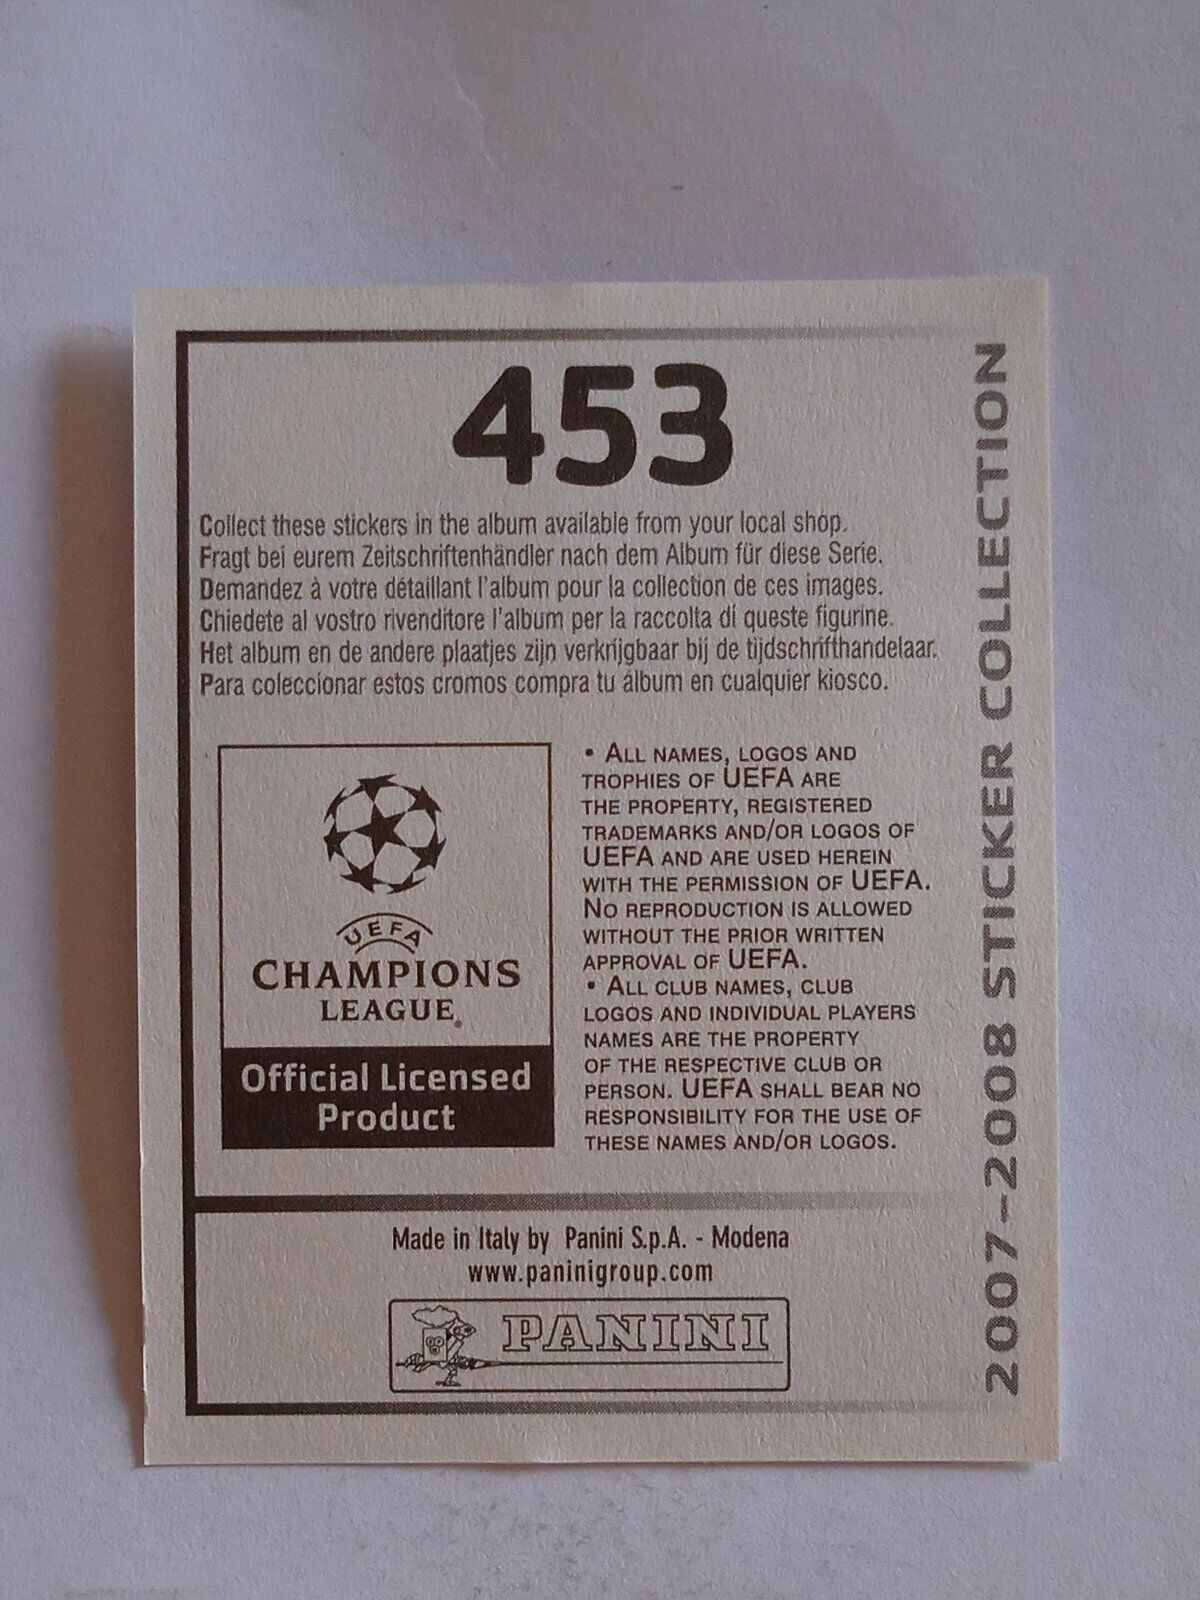 453
Collect these stickers in the album available from your local shop.
Fragt bei eurem Zeitschriftenhändler nach dem Album für diese Serie.
Demandez à votre détaillant l'album pour la collection de ces images.
Chiedete al vostro rivenditore l'album per la raccolta di queste figurine.
Het album en de andere plaatjes zijn verkrijgbaar bij de tijdschrifthandelaar.
Para coleccionar estos cromos compra tu álbum en cualquier kiosco.
UEFA
CHAMPIONS
LEAGUE®
Official Licensed
Product
• ALL NAMES, LOGOS AND
TROPHIES OF UEFA ARE
THE PROPERTY, REGISTERED
TRADEMARKS AND/OR LOGOS OF
UEFA AND ARE USED HEREIN
WITH THE PERMISSION OF UEFA.
NO REPRODUCTION IS ALLOWED
WITHOUT THE PRIOR WRITTEN
APPROVAL OF UEFA.
• ALL CLUB NAMES, CLUB
LOGOS AND INDIVIDUAL PLAYERS
NAMES ARE THE PROPERTY
OF THE RESPECTIVE CLUB OR
PERSON. UEFA SHALL BEAR NO
RESPONSIBILITY FOR THE USE OF
THESE NAMES AND/OR LOGOS.
Made in Italy by Panini S.p.A. - Modena
www.paninigroup.com
PANINI
2007-2008 STICKER COLLECTION